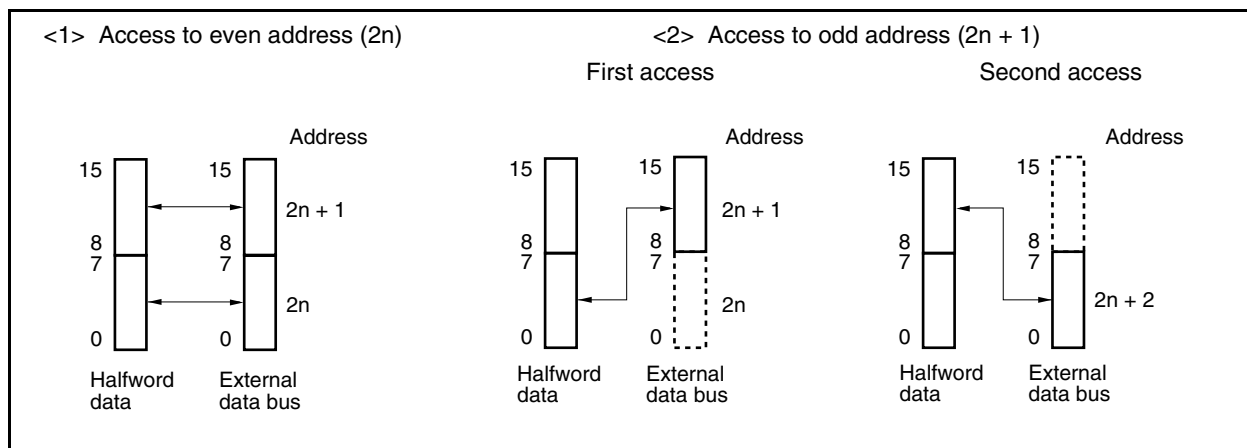 <1> Access to even address (2n)
Address
15
15
2n + 1
8
8
7
7
2n
0
0
Halfword
data
External
data bus
<2> Access to odd address (2n + 1)
First access
Address
15
15
2n + 1
8
8
7
7
2n
0
0
Halfword
data
External
data bus
Second access
Address
15
15
8
8
7
7
2n + 2
0
0
Halfword
data
External
data bus